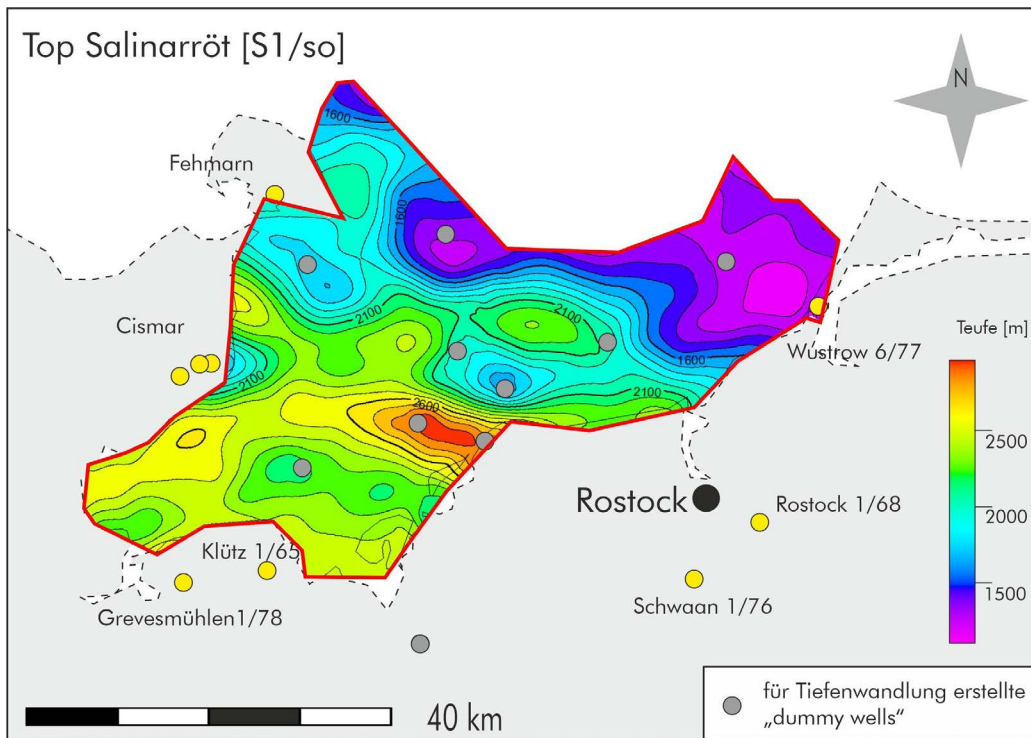 Top Salinarröt [S1/so]
N
1600
Fehmarn
1600
2100
2100
Cismar
Wustrow 6/77
Teufe [m]
1600
2100
2100
2600
2500
2000
1500
Rostock
Rostock 1/68
Klütz 1/65
Schwaan 1/76
Grevesmühlen1/78
40 km
für Tiefenwandlung erstellte
„dummy wells“